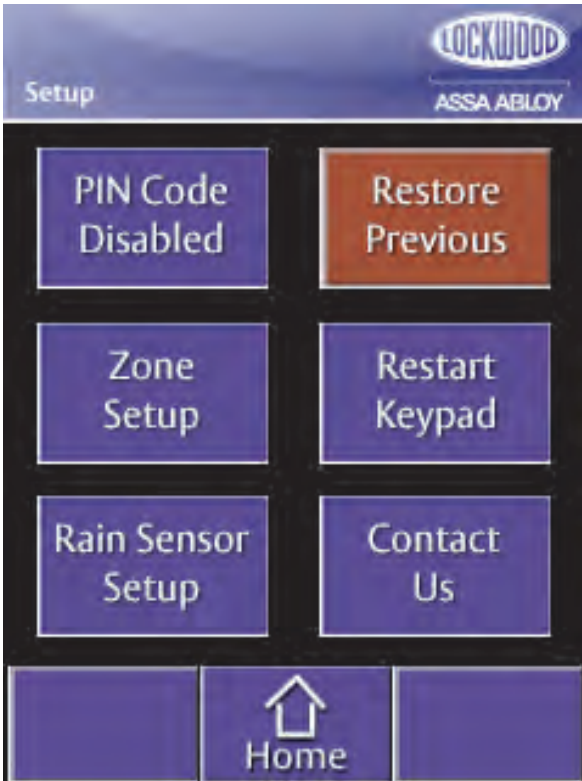 LOCKWOOD
Setup
ASSA ABLOY
PIN Code
Disabled
Restore
Previous
Zone
Setup
Restart
Keypad
Rain Sensor
Setup
Contact
Us
Home